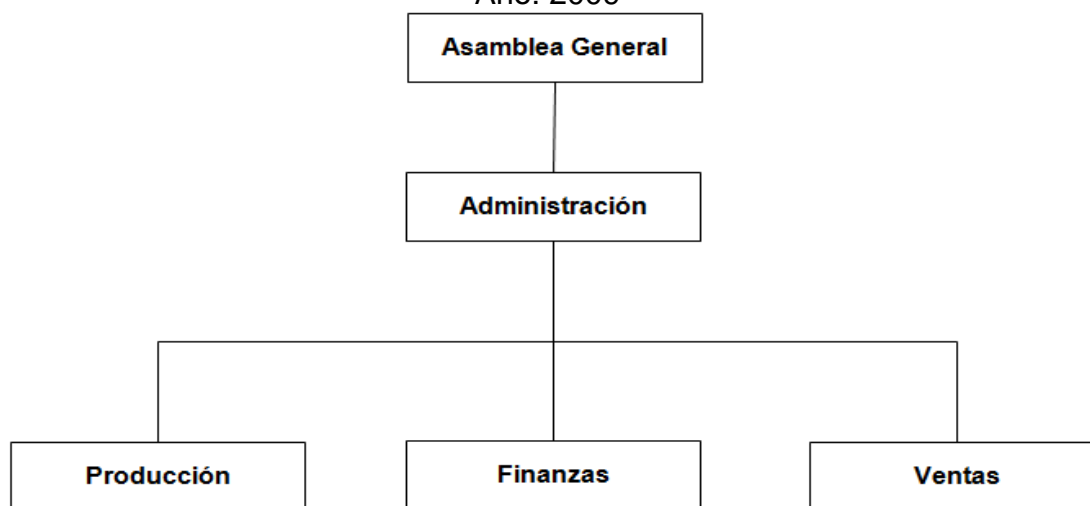 Asamblea General
Administración
Producción
Finanzas
Ventas